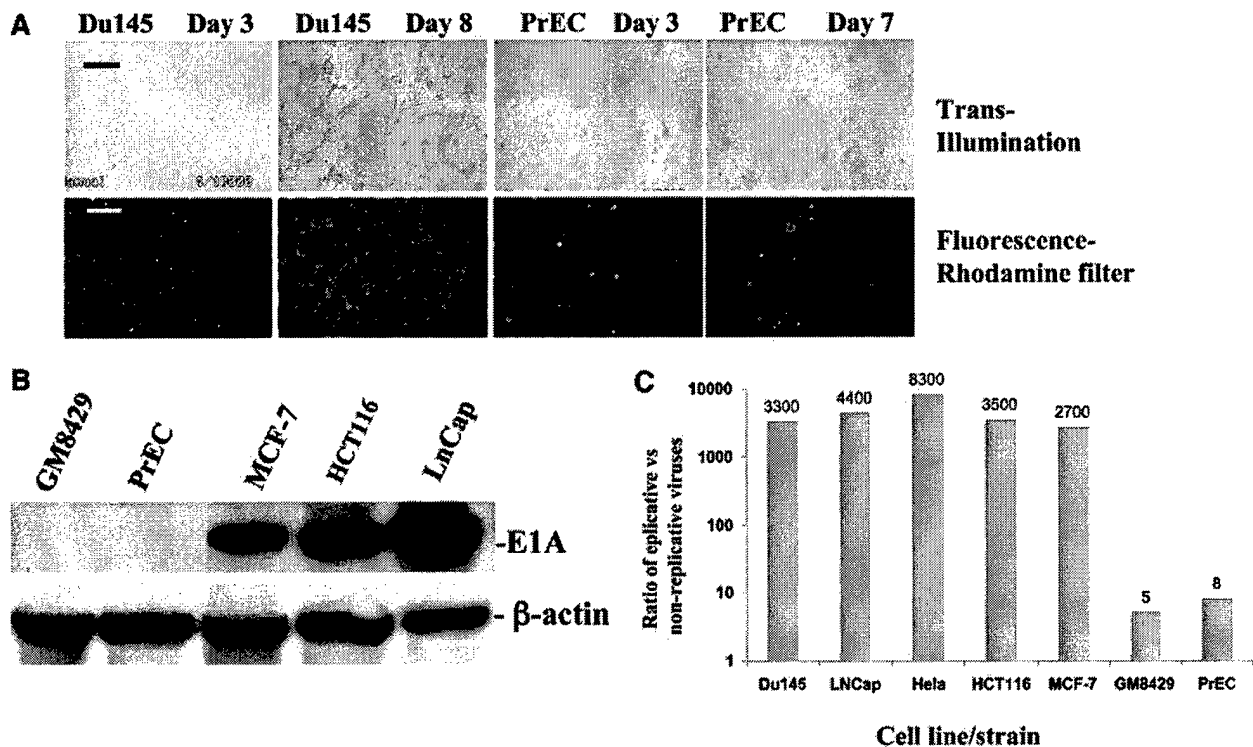 A
Du145 Day 3 Du145 Day 8 PrEC Day 3 PrEC Day 7
Trans-
Illumination
Fluorescence-
Rhodamine filter
B
GM8429 PrEC MCF-7 HCT116 LnCap
-E1A
- β-actin
C
Ratio of eplicative vs
non-replicative viruses
10000
1000
100
10
1
3300 4400 8300 3500 2700 5 8
Du145 LNCap Hela HCT116 MCF-7 GM8429 PrEC
Cell line/strain